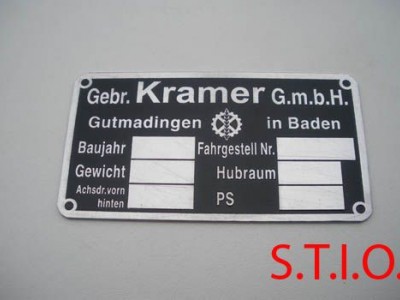 Gebr. Kramer G.m.b.H.
Gutmadingen in Baden
Baujahr Fahrgestell Nr.
Gewicht Hubraum
Achsdr.vorn
hinten PS
S.T.I.O.